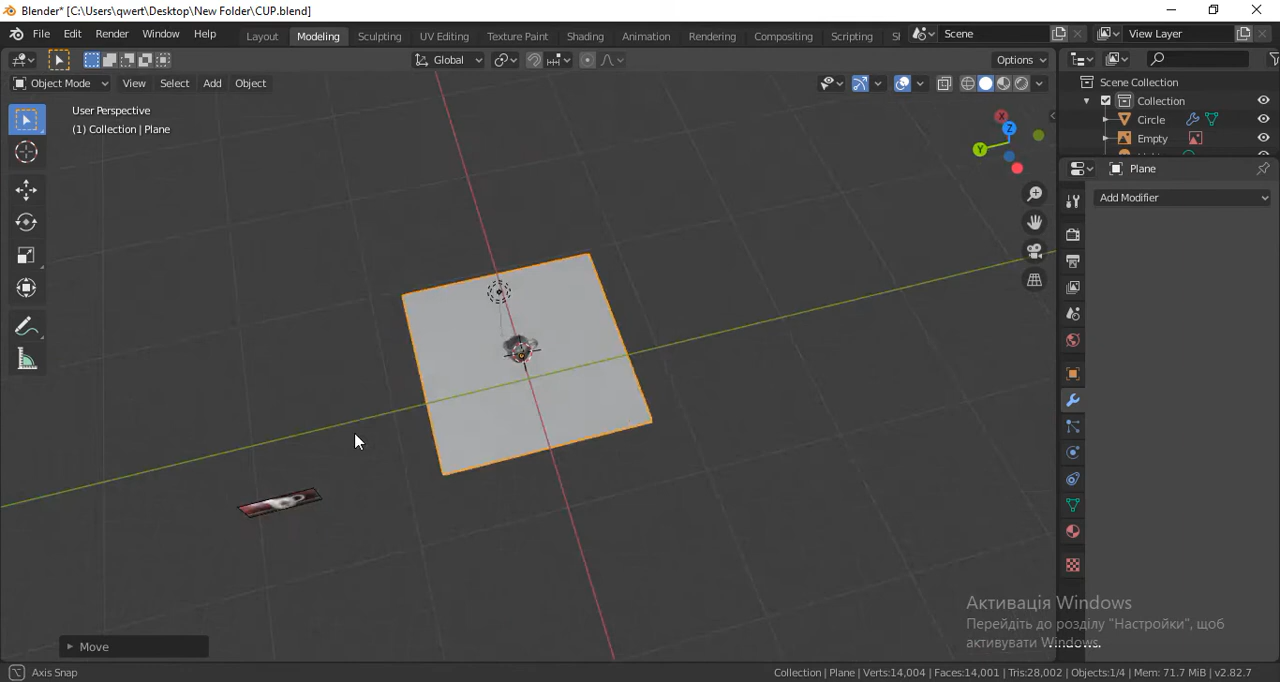 Blender* [C:\Users\qwert\Desktop\New Folder\CUP.blend]
File Edit Render Window Help Layout Modeling Sculpting UV Editing Texture Paint Shading Animation Rendering Compositing Scripting Scene View Layer
Global Options
Object Mode View Select Add Object
User Perspective
(1) Collection | Plane
X
Z
Y
Scene Collection
Collection
Circle
Empty
Plane
Add Modifier
Активація Windows
Перейдіть до розділу "Настройки", щоб
активувати Windows.
Move
Axis Snap
Collection | Plane | Verts:14,004 | Faces:14,001 | Tris:28,002 | Objects:1/4 | Mem: 71.7 MiB | v2.82.7